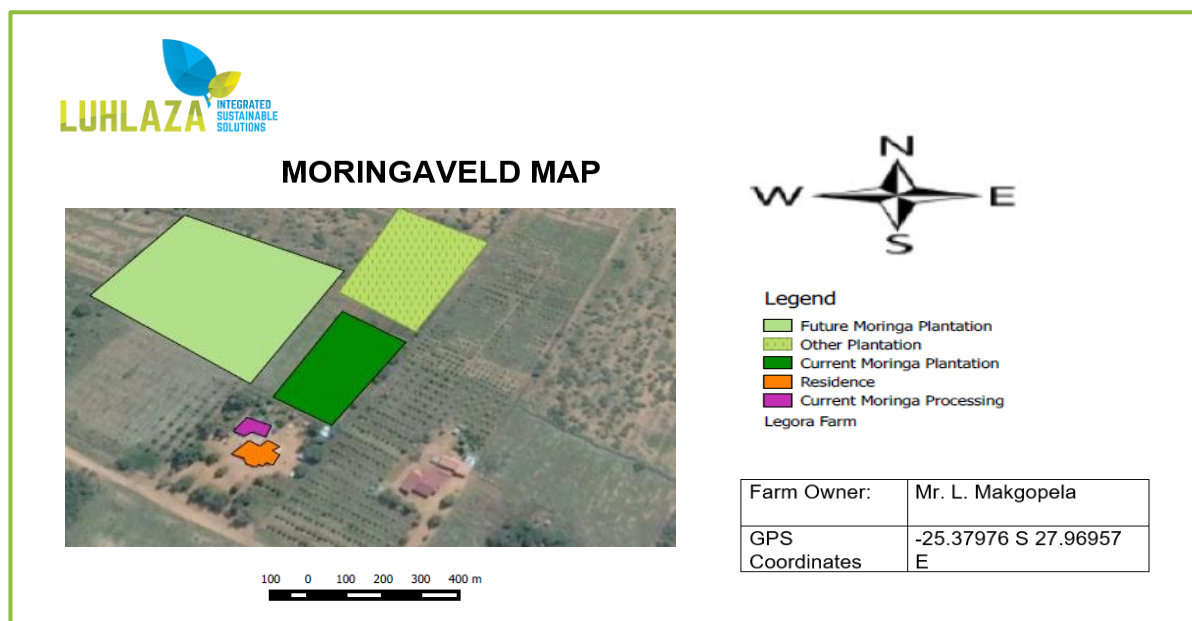 LUHLAZA
INTEGRATED
SUSTAINABLE
SOLUTIONS
MORINGAVELD MAP
N
W
E
S
Legend
Future Moringa Plantation
Other Plantation
Current Moringa Plantation
Residence
Current Moringa Processing
Legora Farm
Farm Owner: Mr. L. Makgopela
GPS Coordinates -25.37976 S 27.96957 E
100 0 100 200 300 400 m